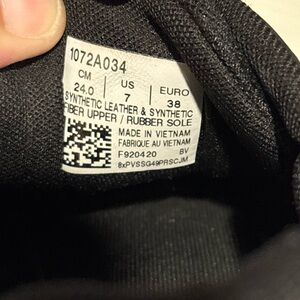 1072A034
CM | US | EURO
24.0 | 7 | 38
SYNTHETIC LEATHER & SYNTHETIC
FIBER UPPER / RUBBER SOLE
MADE IN VIETNAM
FABRIQUE AU VIETNAM
F920420 BV
8xPVSSG49PRSCJM